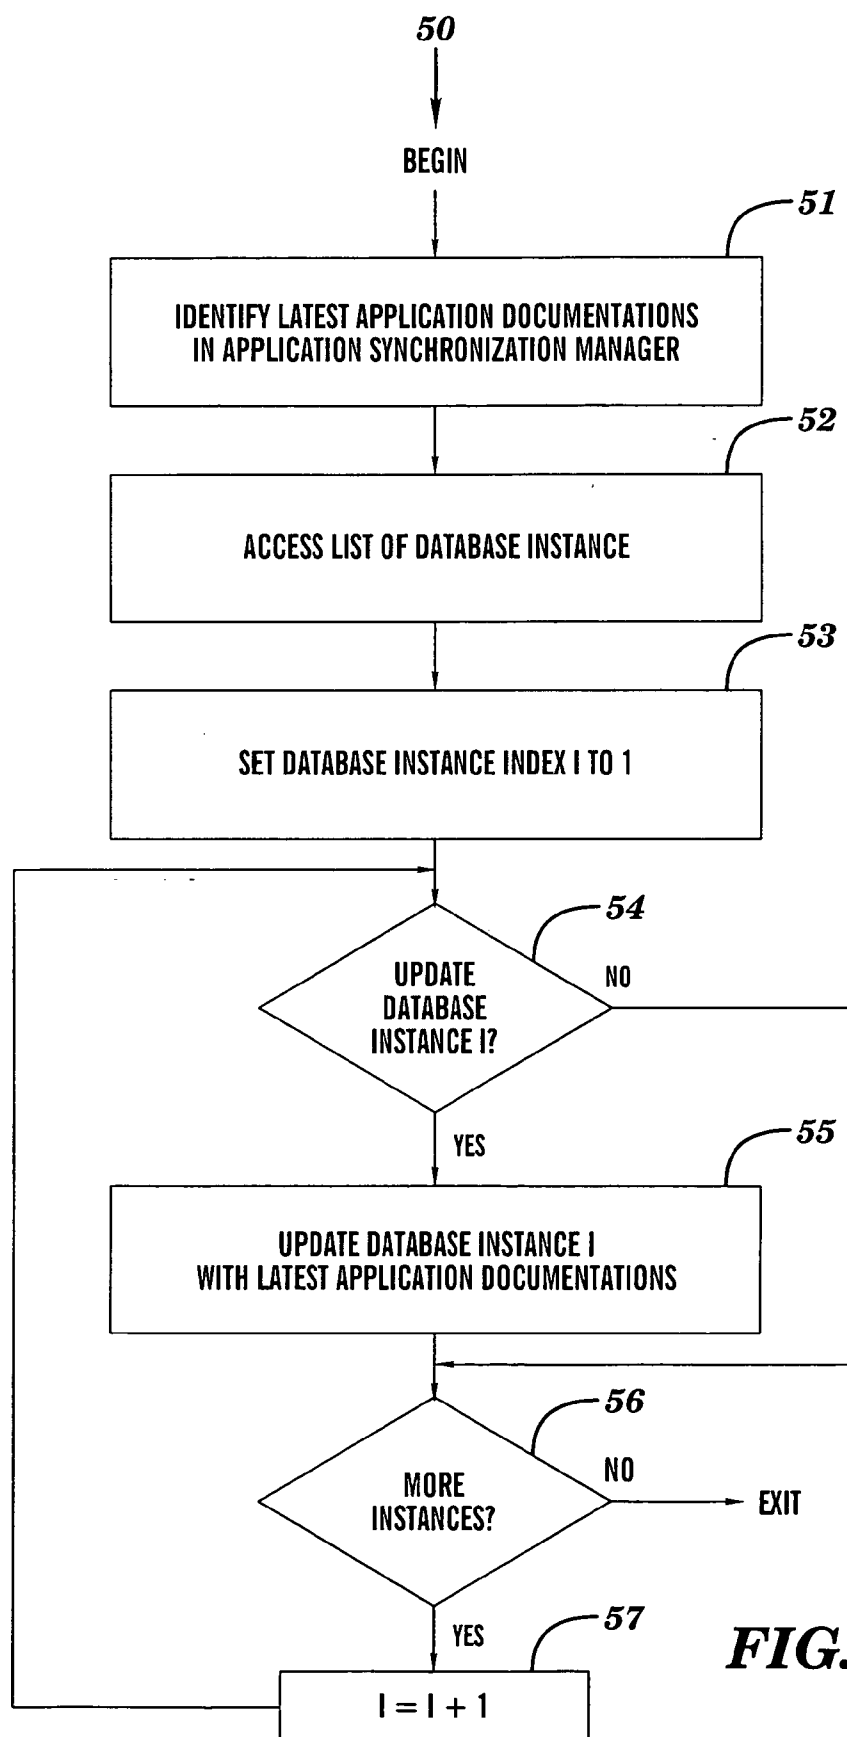 50
BEGIN
51
IDENTIFY LATEST APPLICATION DOCUMENTATIONS
IN APPLICATION SYNCHRONIZATION MANAGER
52
ACCESS LIST OF DATABASE INSTANCE
53
SET DATABASE INSTANCE INDEX I TO 1
54
UPDATE
DATABASE
INSTANCE I?
NO
YES
55
UPDATE DATABASE INSTANCE I
WITH LATEST APPLICATION DOCUMENTATIONS
56
MORE
INSTANCES?
NO
EXIT
YES
57
I = I + 1
FIG.